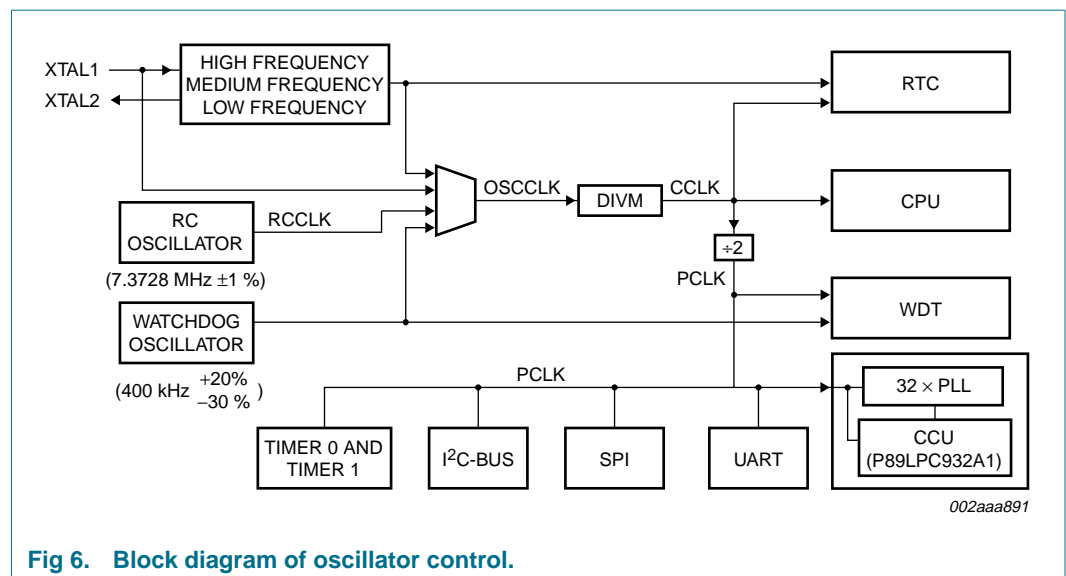 XTAL1
XTAL2
HIGH FREQUENCY
MEDIUM FREQUENCY
LOW FREQUENCY
RTC
OSCCLK
DIVM
CCLK
CPU
RC
OSCILLATOR
RCCLK
(7.3728 MHz ±1 %)
÷2
PCLK
WATCHDOG
OSCILLATOR
WDT
(400 kHz +20% –30 % )
PCLK
32 × PLL
CCU
(P89LPC932A1)
TIMER 0 AND
TIMER 1
I²C-BUS
SPI
UART
002aaa891
Fig 6. Block diagram of oscillator control.